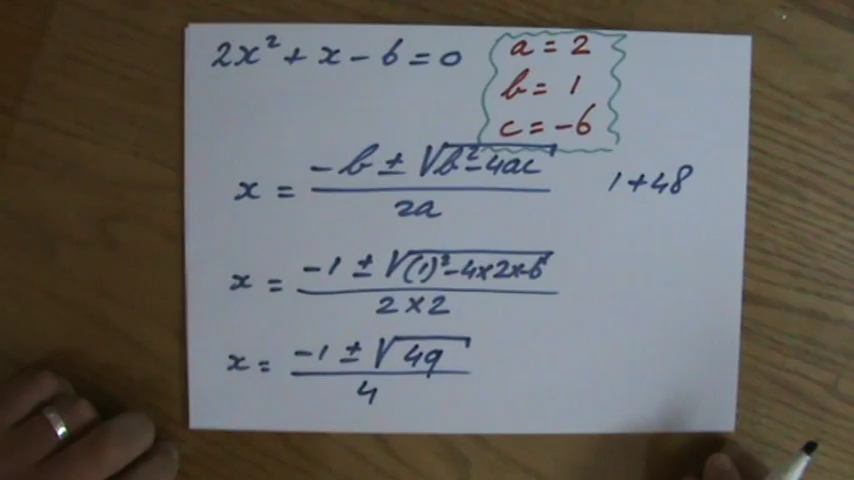 2x² + x - 6 = 0
a = 2
b = 1
c = -6
x = (-b ± √(b² - 4ac)) / 2a
1 + 48
x = (-1 ± √((1)² - 4×2×-6)) / 2×2
x = (-1 ± √49) / 4